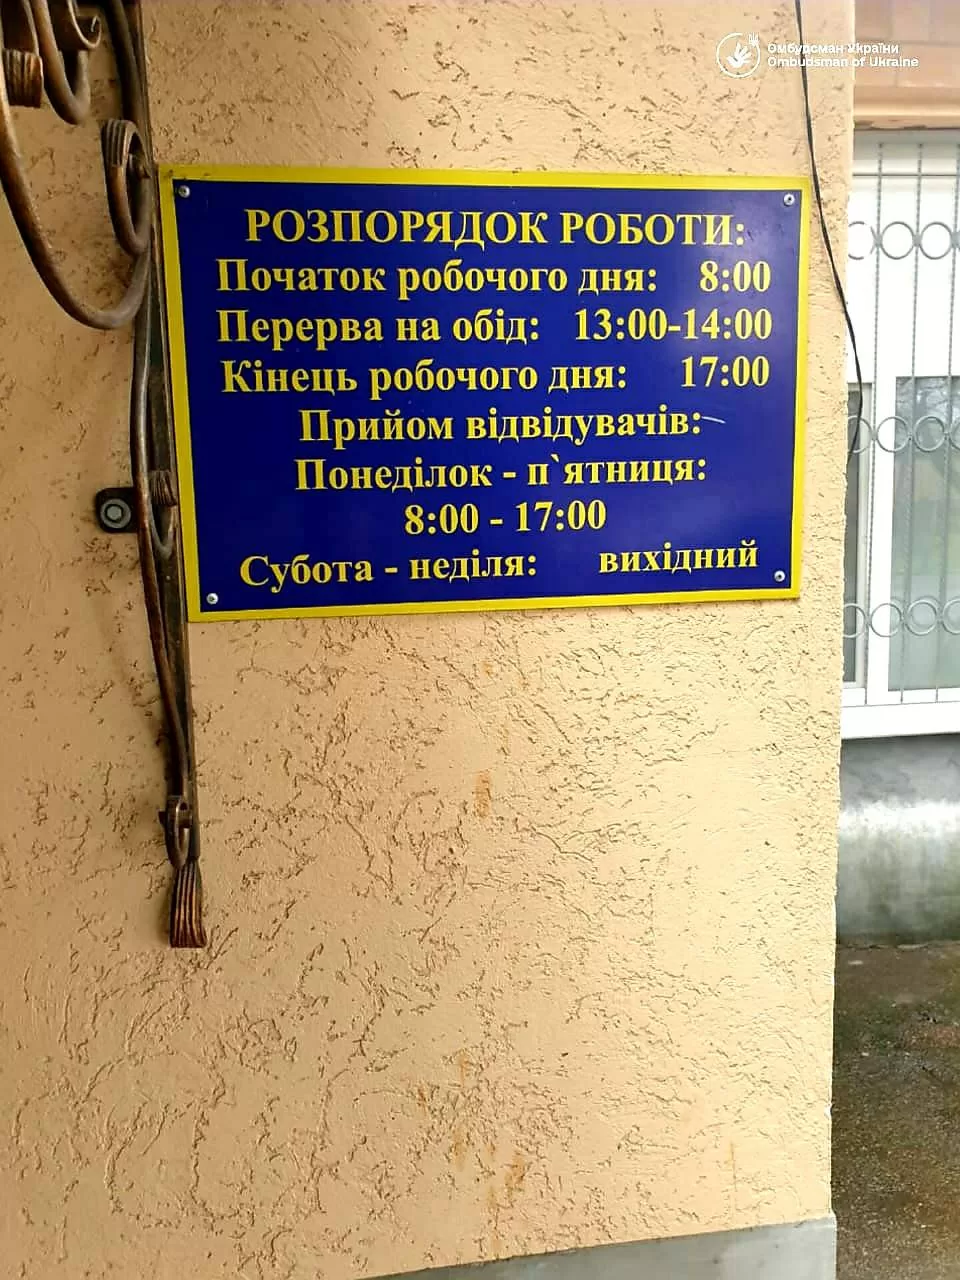 Омбудсман України
Ombudsman of Ukraine
РОЗПОРЯДОК РОБОТИ:
Початок робочого дня: 8:00
Перерва на обід: 13:00-14:00
Кінець робочого дня: 17:00
Прийом відвідувачів:
Понеділок - п`ятниця:
8:00 - 17:00
Субота - неділя: вихідний